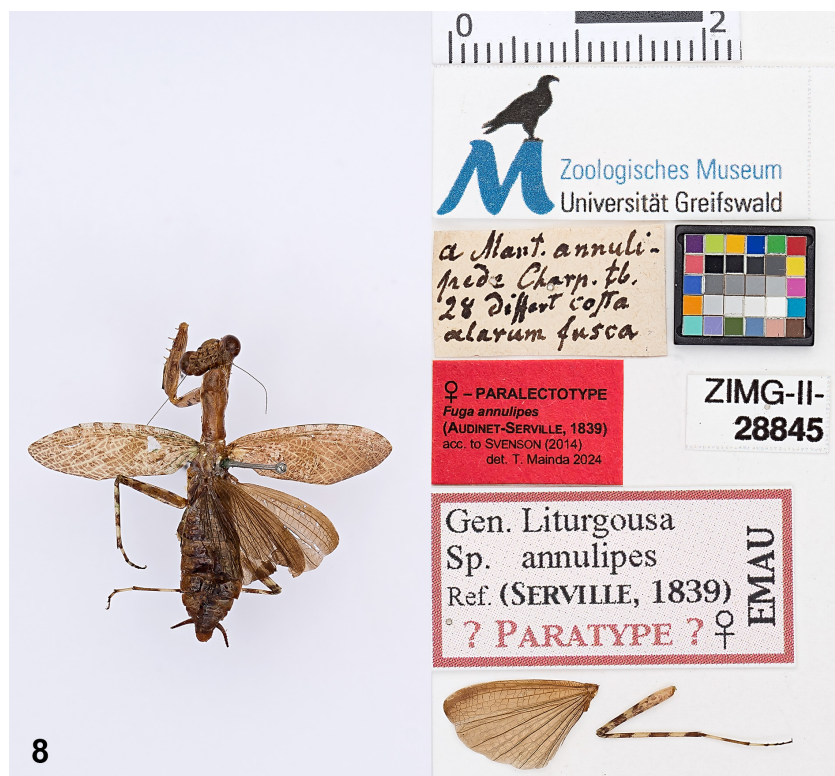 0 2
Zoologisches Museum
Universität Greifswald
a Mant. annuli-
pede Charp. tb.
28 differt costa
alarum fusca
♀ – PARALECTOTYPE
Fuga annulipes
(AUDINET-SERVILLE, 1839)
acc. to SVENSON (2014)
det. T. Mainda 2024
ZIMG-II-
28845
Gen. Liturgousa
Sp. annulipes
Ref. (SERVILLE, 1839)
? PARATYPE ? ♀
EMAU
8